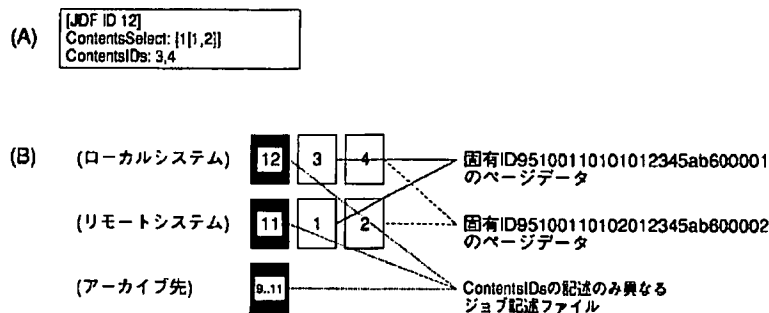 (A)
[JDF ID 12]
ContentsSelect: {1[1,2]}
ContentsIDs: 3,4
(B)
(ローカルシステム) 12 3 4 固有ID95100110101012345ab600001
のページデータ
(リモートシステム) 11 1 2 固有ID95100110102012345ab600002
のページデータ
(アーカイブ先) 9..11 ContentsIDsの記述のみ異なる
ジョブ記述ファイル